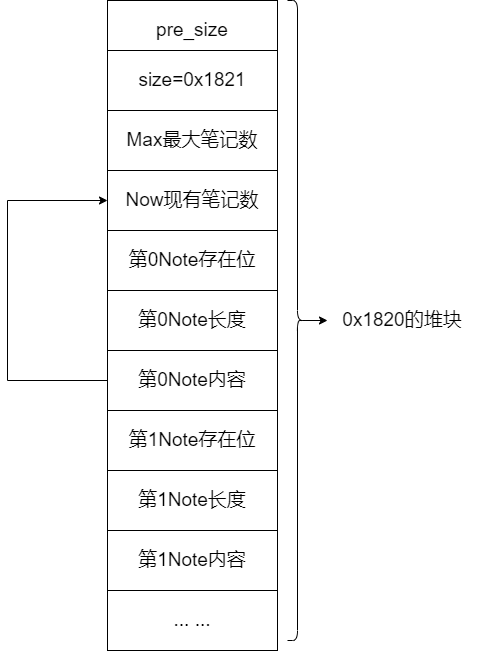 pre_size
size=0x1821
Max最大笔记数
Now现有笔记数
第0Note存在位
第0Note长度
0x1820的堆块
第0Note内容
第1Note存在位
第1Note长度
第1Note内容
... ...